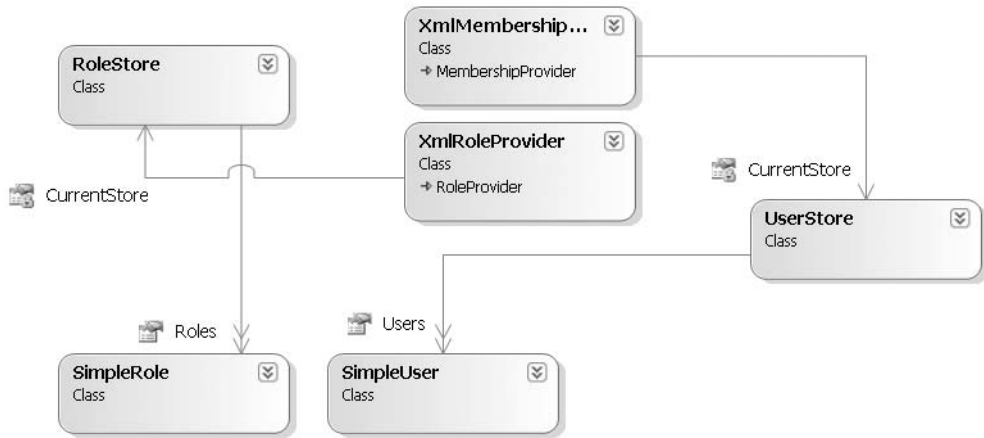 XmlMembership...
Class
MembershipProvider
RoleStore
Class
XmlRoleProvider
Class
RoleProvider
CurrentStore
CurrentStore
UserStore
Class
Roles
Users
SimpleRole
Class
SimpleUser
Class